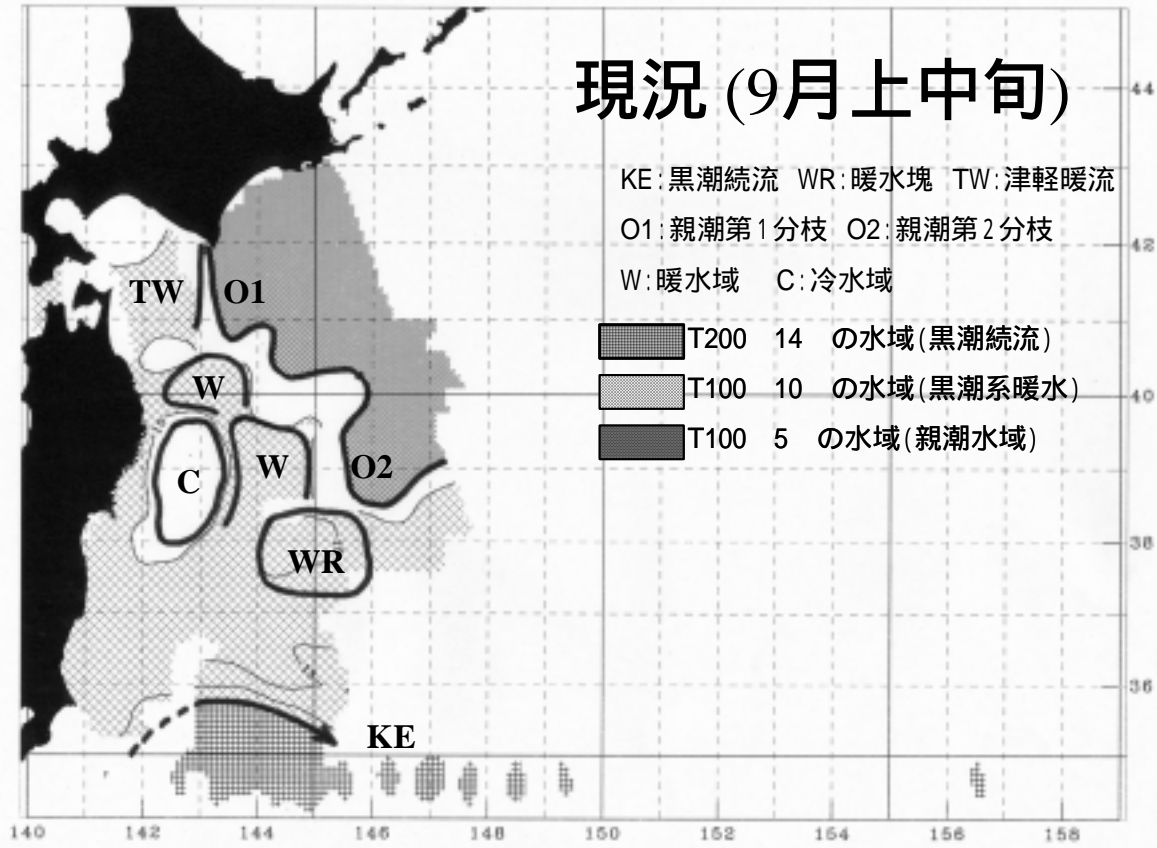 現況 (9月上中旬)
44
KE:黒潮続流 WR:暖水塊 TW:津軽暖流
O1:親潮第1分枝 O2:親潮第2分枝
42
W:暖水域 C:冷水域
TW O1
T200 14 の水域(黒潮続流)
W
T100 10 の水域(黒潮系暖水)
40
T100 5 の水域(親潮水域)
C W O2
38
WR
36
KE
140 142 144 146 148 150 152 154 156 158